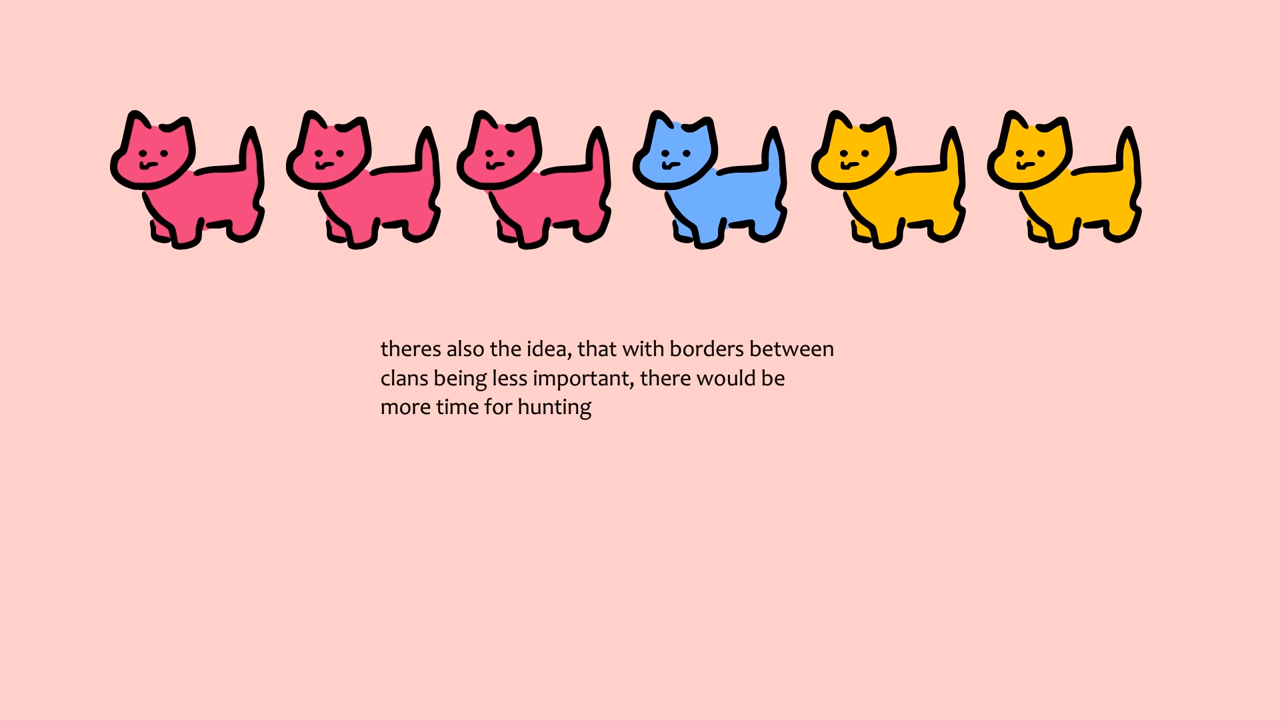 theres also the idea, that with borders between
clans being less important, there would be
more time for hunting